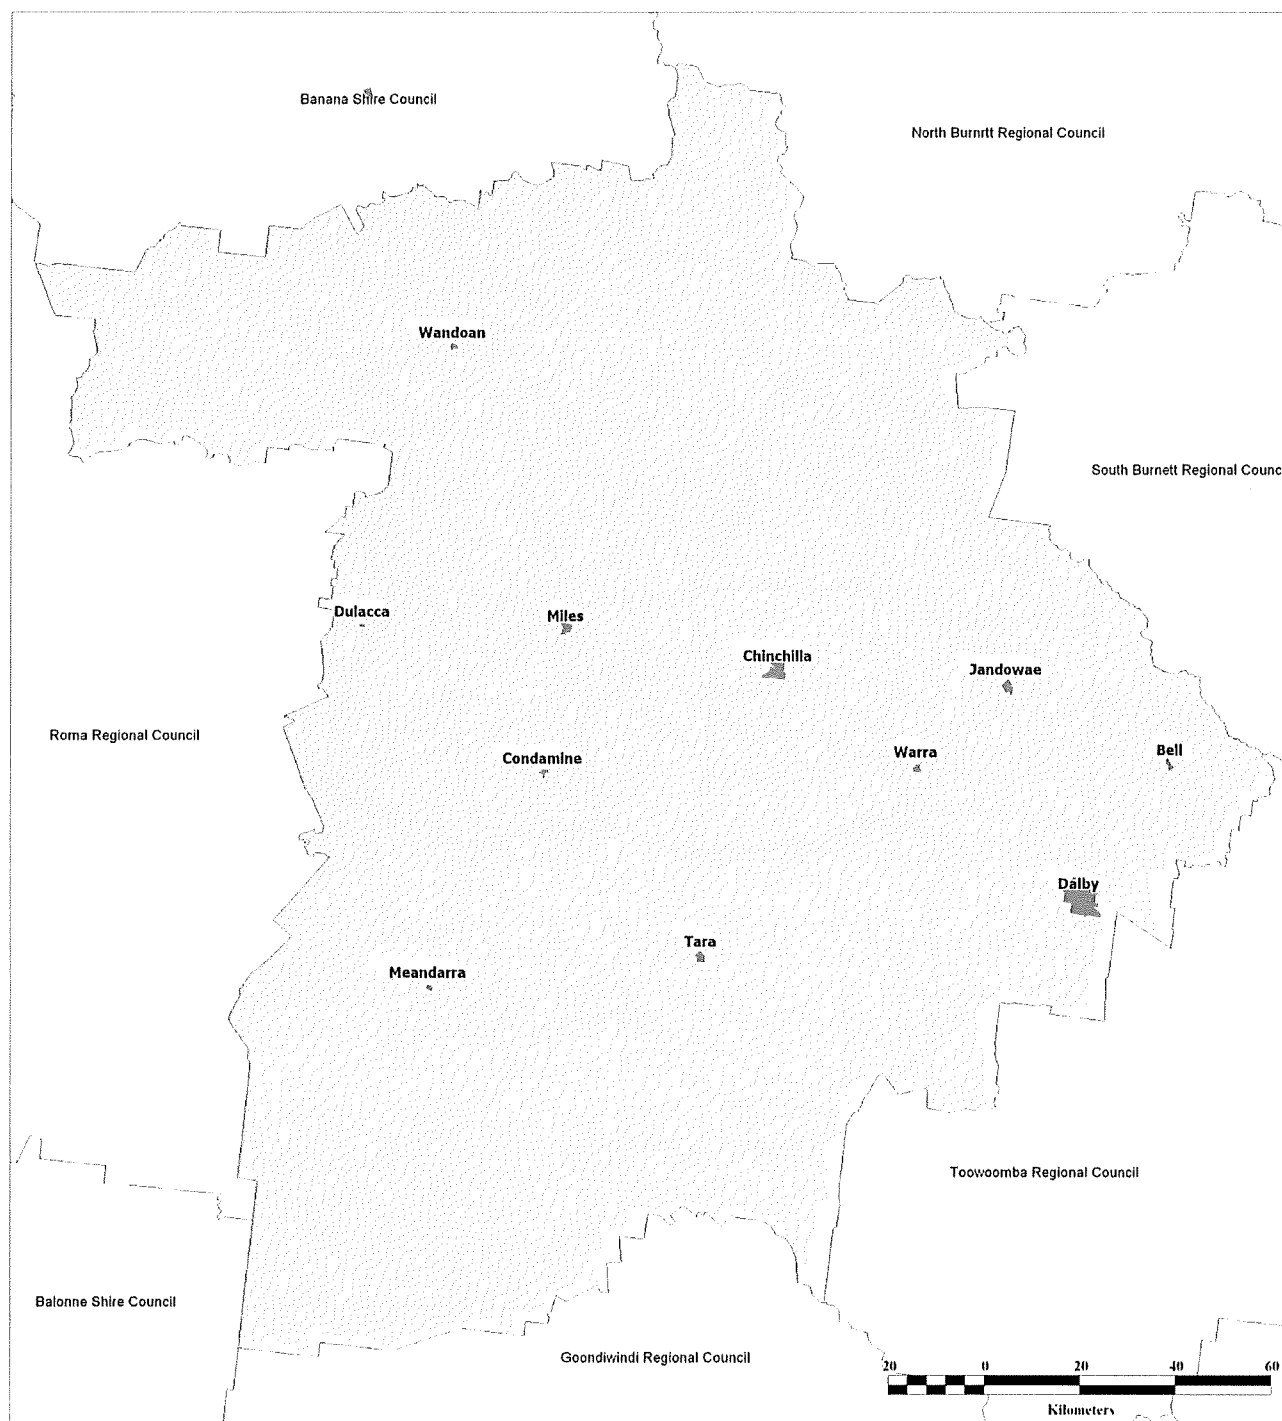 Banana Shire Council
North Burnrtt Regional Council
Wandoan
South Burnett Regional Counc
Dulacca
Miles
Chinchilla
Jandowae
Roma Regional Council
Condamine
Warra
Bell
Dalby
Tara
Meandarra
Toowoomba Regional Council
Balonne Shire Council
Goondiwindi Regional Council
20 0 20 40 60
Kilometers